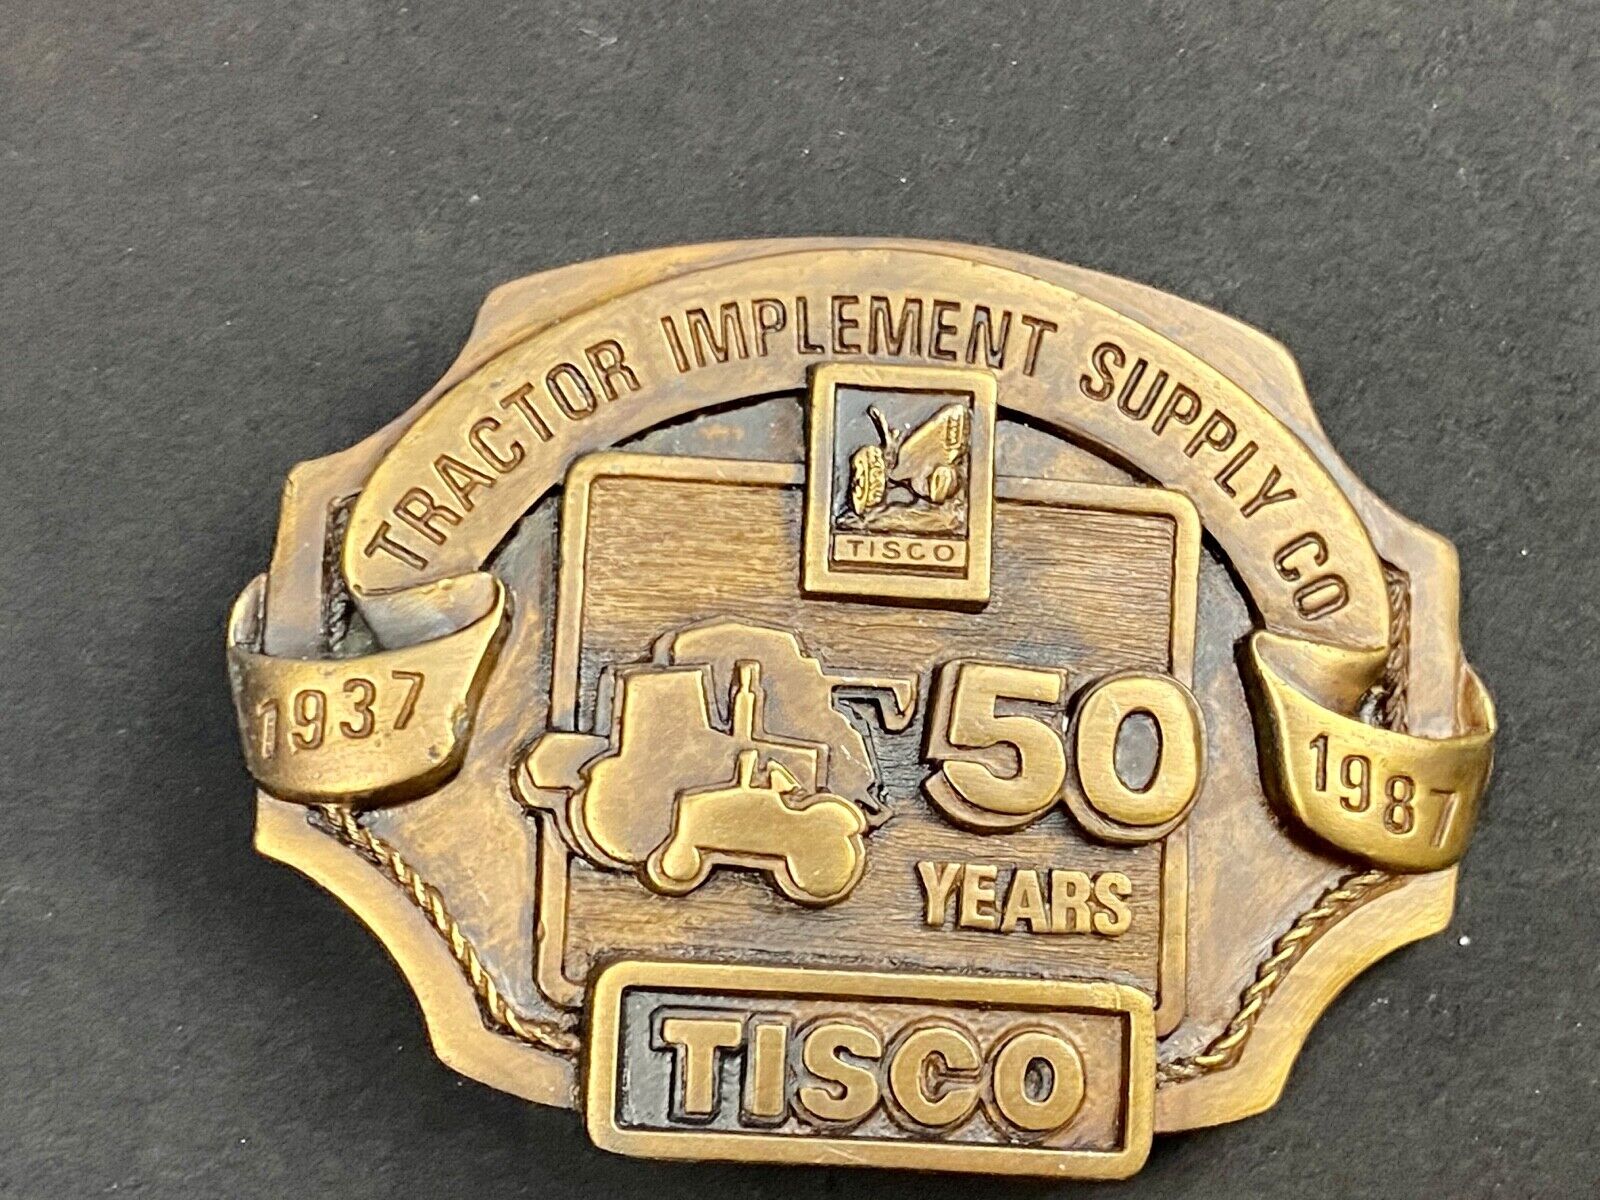 TRACTOR IMPLEMENT SUPPLY CO
TISCO
1937
1987
50
YEARS
TISCO